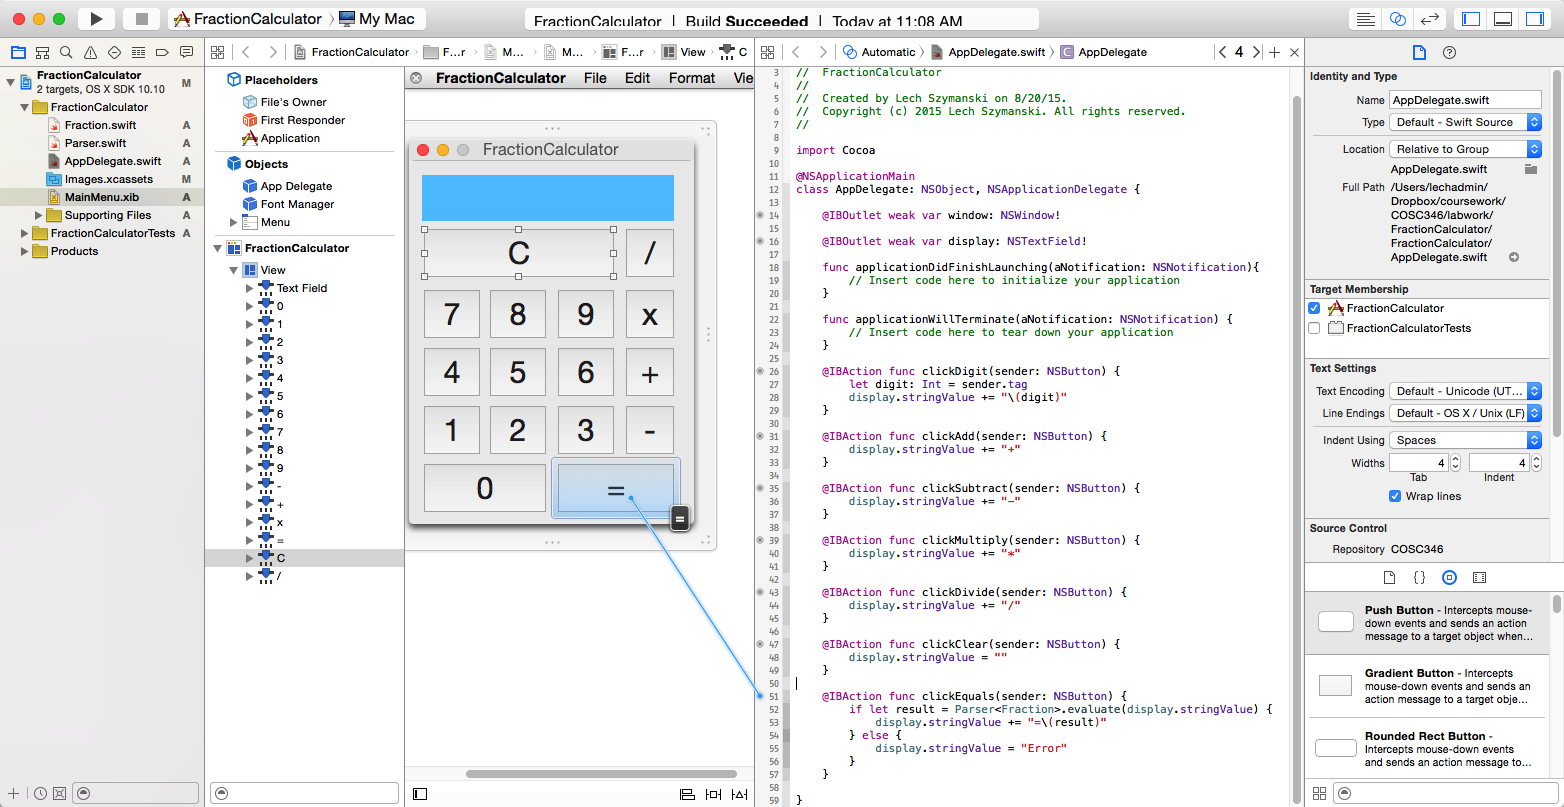 FractionCalculator
My Mac
FractionCalculator | Build Succeeded | Today at 11:08 AM
FractionCalculator
2 targets, OS X SDK 10.10
M
FractionCalculator
Fraction.swift A
Parser.swift A
AppDelegate.swift A
Images.xcassets M
MainMenu.xib A
Supporting Files A
FractionCalculatorTests A
Products
Placeholders
File's Owner
First Responder
Application
Objects
App Delegate
Font Manager
Menu
FractionCalculator
View
Text Field
0
1
2
3
4
5
6
7
8
9
-
+
x
=
C
/
FractionCalculator F...r M... M... F...r View C
FractionCalculator File Edit Format Vie
FractionCalculator
C /
7 8 9 x
4 5 6 +
1 2 3 -
0 =
=
Automatic AppDelegate.swift C AppDelegate 4
3 //  FractionCalculator
4 //
5 //  Created by Lech Szymanski on 8/20/15.
6 //  Copyright (c) 2015 Lech Szymanski. All rights reserved.
7 //
8
9 import Cocoa
10
11 @NSApplicationMain
12 class AppDelegate: NSObject, NSApplicationDelegate {
13
14     @IBOutlet weak var window: NSWindow!
15
16     @IBOutlet weak var display: NSTextField!
17
18     func applicationDidFinishLaunching(aNotification: NSNotification){
19         // Insert code here to initialize your application
20     }
21
22     func applicationWillTerminate(aNotification: NSNotification) {
23         // Insert code here to tear down your application
24     }
25
26     @IBAction func clickDigit(sender: NSButton) {
27         let digit: Int = sender.tag
28         display.stringValue += "\(digit)"
29     }
30
31     @IBAction func clickAdd(sender: NSButton) {
32         display.stringValue += "+"
33     }
34
35     @IBAction func clickSubtract(sender: NSButton) {
36         display.stringValue += "-"
37     }
38
39     @IBAction func clickMultiply(sender: NSButton) {
40         display.stringValue += "*"
41     }
42
43     @IBAction func clickDivide(sender: NSButton) {
44         display.stringValue += "/"
45     }
46
47     @IBAction func clickClear(sender: NSButton) {
48         display.stringValue = ""
49     }
50
51     @IBAction func clickEquals(sender: NSButton) {
52         if let result = Parser<Fraction>.evaluate(display.stringValue) {
53             display.stringValue += "=\(result)"
54         } else {
55             display.stringValue = "Error"
56         }
57     }
58
59 }
Identity and Type
Name AppDelegate.swift
Type Default - Swift Source
Location Relative to Group
AppDelegate.swift
Full Path /Users/lechadmin/
Dropbox/coursework/
COSC346/labwork/
FractionCalculator/
FractionCalculator/
AppDelegate.swift
Target Membership
FractionCalculator
FractionCalculatorTests
Text Settings
Text Encoding Default - Unicode (UT...
Line Endings Default - OS X / Unix (LF)
Indent Using Spaces
Widths 4 4
Tab Indent
Wrap lines
Source Control
Repository COSC346
Push Button - Intercepts mouse-
down events and sends an action
message to a target object when...
Gradient Button - Intercepts
mouse-down events and sends an
action message to a target obje...
Rounded Rect Button -
Intercepts mouse-down events
and sends an action message to...